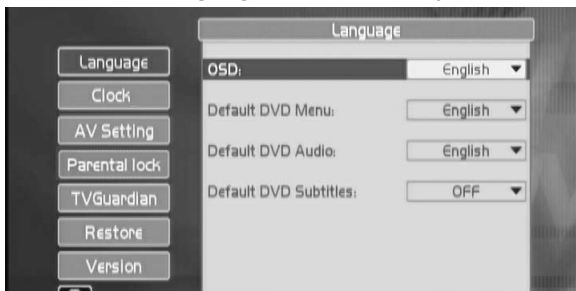 Language
Language
Clock
AV Setting
Parental lock
TVGuardian
Restore
Version
OSD: English
Default DVD Menu: English
Default DVD Audio: English
Default DVD Subtitles: OFF